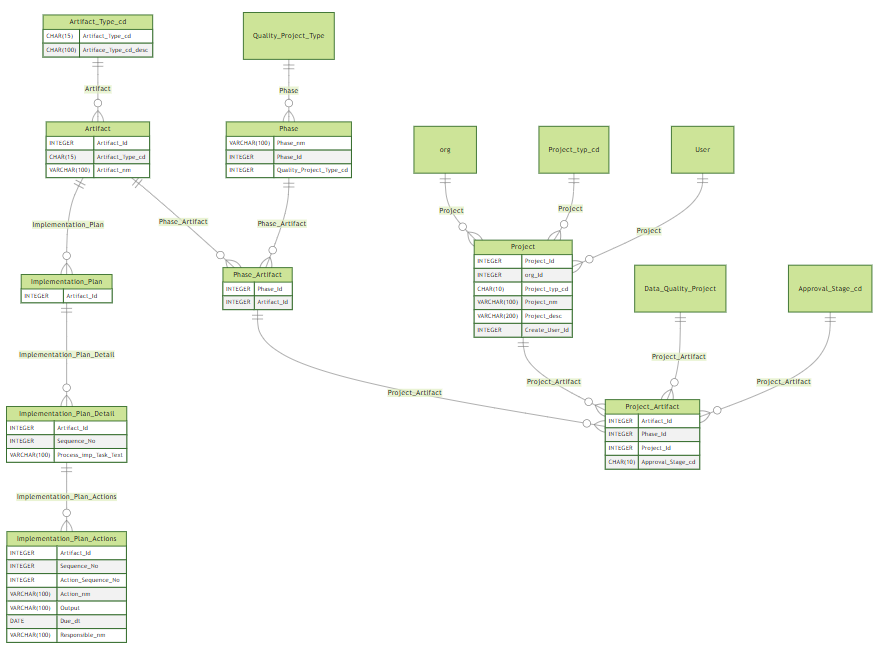 Artifact_Type_cd
CHAR(15) Artifact_Type_cd
CHAR(100) Artiface_Type_cd_desc
Quality_Project_Type
Artifact
Phase
Artifact
INTEGER Artifact_Id
CHAR(15) Artifact_Type_cd
VARCHAR(100) Artifact_nm
Phase
VARCHAR(100) Phase_nm
INTEGER Phase_Id
INTEGER Quality_Project_Type_cd
org
Project_typ_cd
User
Implementation_Plan
Phase_Artifact
Phase_Artifact
Project
Project
Project
Implementation_Plan
INTEGER Artifact_Id
Phase_Artifact
INTEGER Phase_Id
INTEGER Artifact_Id
Project
INTEGER Project_Id
INTEGER org_Id
CHAR(10) Project_typ_cd
VARCHAR(100) Project_nm
VARCHAR(200) Project_desc
INTEGER Create_User_Id
Data_Quality_Project
Approval_Stage_cd
Implementation_Plan_Detail
Project_Artifact
Project_Artifact
Project_Artifact
Project_Artifact
Implementation_Plan_Detail
INTEGER Artifact_Id
INTEGER Sequence_No
VARCHAR(100) Process_Imp_Task_Text
Project_Artifact
INTEGER Artifact_Id
INTEGER Phase_Id
INTEGER Project_Id
CHAR(10) Approval_Stage_cd
Implementation_Plan_Actions
Implementation_Plan_Actions
INTEGER Artifact_Id
INTEGER Sequence_No
INTEGER Action_Sequence_No
VARCHAR(100) Action_nm
VARCHAR(100) Output
DATE Due_dt
VARCHAR(100) Responsible_nm